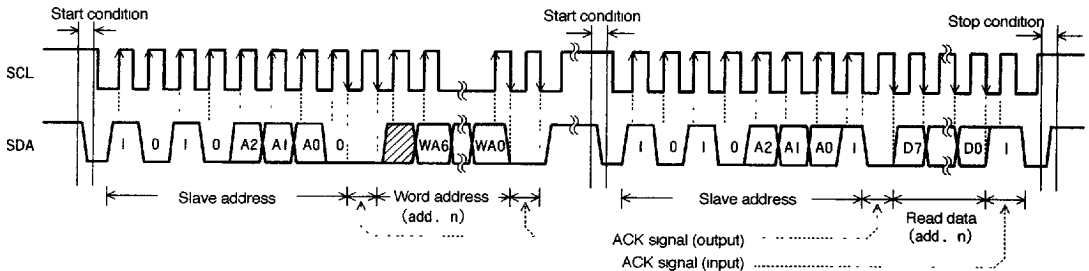 Start condition Start condition Stop condition
SCL
SDA 1 0 1 0 A2 A1 A0 0 WA6 WA0 1 0 1 0 A2 A1 A0 1 D7 D0 1
Slave address Word address Slave address Read data
(add. n) (add. n)
ACK signal (output)
ACK signal (input)